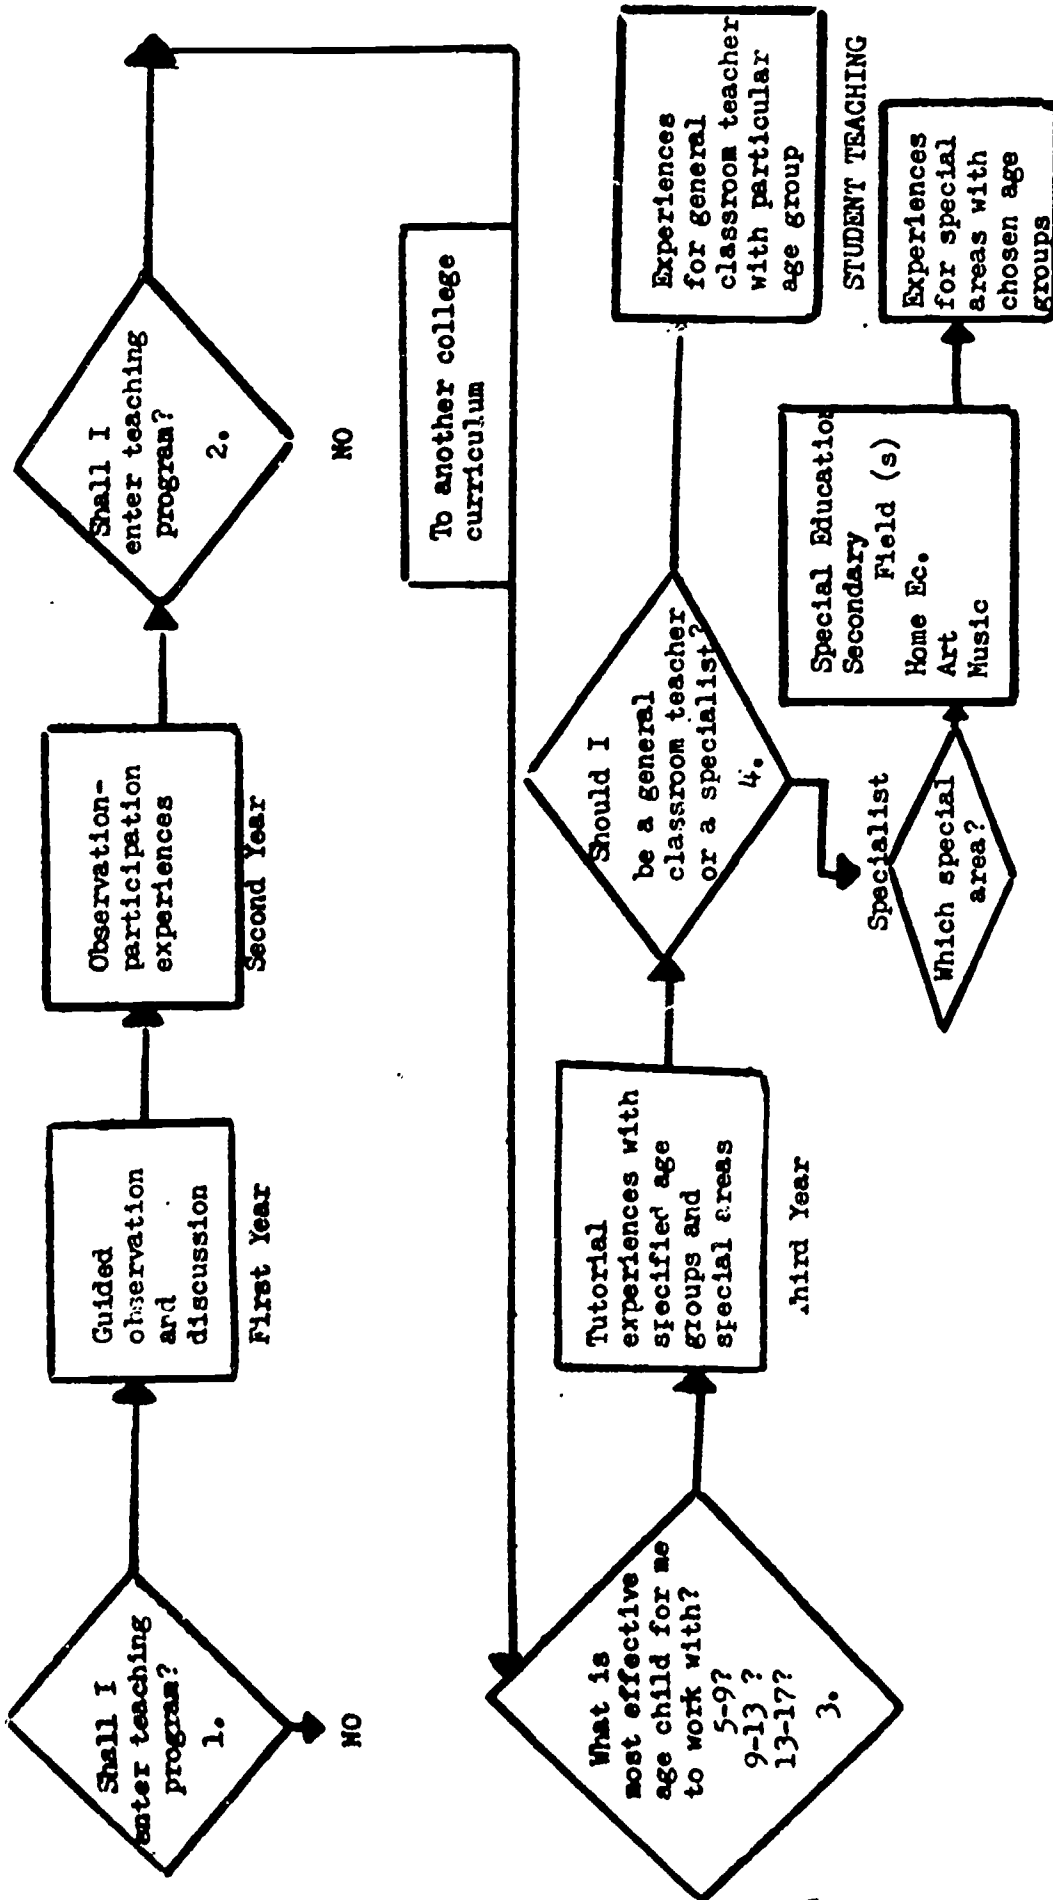 Shall I
enter teaching
program?
1.
NO
Guided
observation
and
discussion
First Year
Observation-
participation
experiences
Second Year
Shall I
enter teaching
program?
2.
NO
To another college
curriculum
What is
most effective
age child for me
to work with?
5-9?
9-13 ?
13-17?
3.
Tutorial
experiences with
specified age
groups and
special areas
hird Year
Should I
be a general
classroom teacher
or a specialist?
4.
Experiences
for general
classroom teacher
with particular
age group
STUDENT TEACHING
Specialist
Which special
area?
Special Education
Secondary
Field (s)
Home Ec.
Art
Music
Experiences
for special
areas with
chosen age
groups